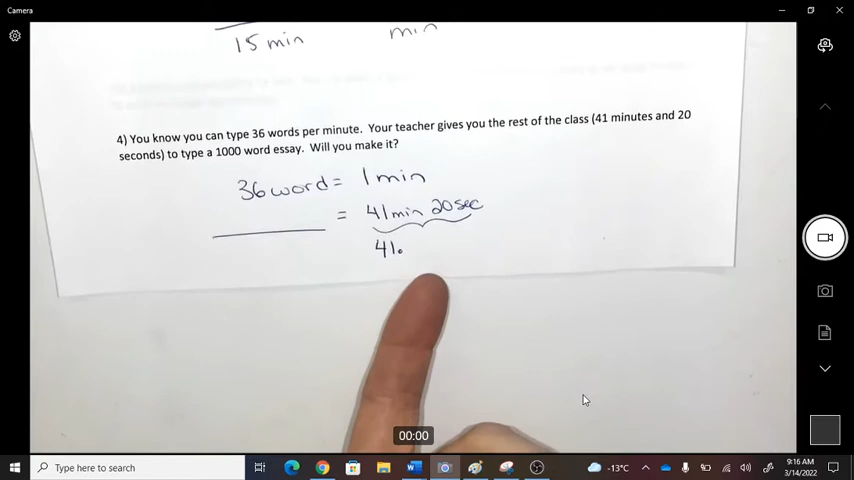 Camera
15 min
min
4) You know you can type 36 words per minute. Your teacher gives you the rest of the class (41 minutes and 20
seconds) to type a 1000 word essay. Will you make it?
36 word = 1 min
= 41 min 20 sec
41.
00:00
Type here to search
-13°C
9:16 AM
3/14/2022